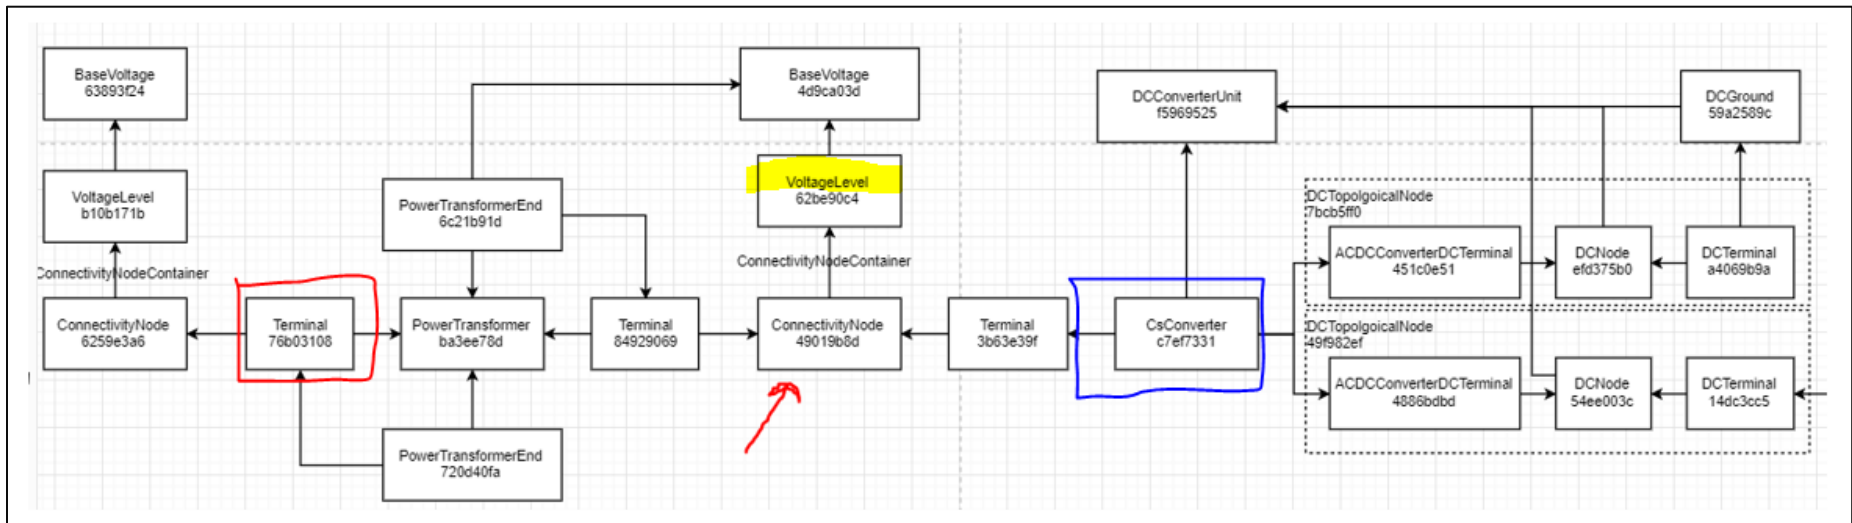 BaseVoltage
63893f24
BaseVoltage
4d9ca03d
DCConverterUnit
f5969525
DCGround
59a2589c
VoltageLevel
b10b171b
PowerTransformerEnd
6c21b91d
VoltageLevel
62be90c4
DCTopolgoicalNode
7bcb5ff0
ConnectivityNodeContainer
ConnectivityNodeContainer
ACDCConverterDCTerminal
451c0e51
DCNode
efd375b0
DCTerminal
a4069b9a
ConnectivityNode
6259e3a6
Terminal
76b03108
PowerTransformer
ba3ee78d
Terminal
84929069
ConnectivityNode
49019b8d
Terminal
3b63e39f
CsConverter
c7ef7331
DCTopolgoicalNode
49f982ef
ACDCConverterDCTerminal
4886bdbd
DCNode
54ee003c
DCTerminal
14dc3cc5
PowerTransformerEnd
720d40fa